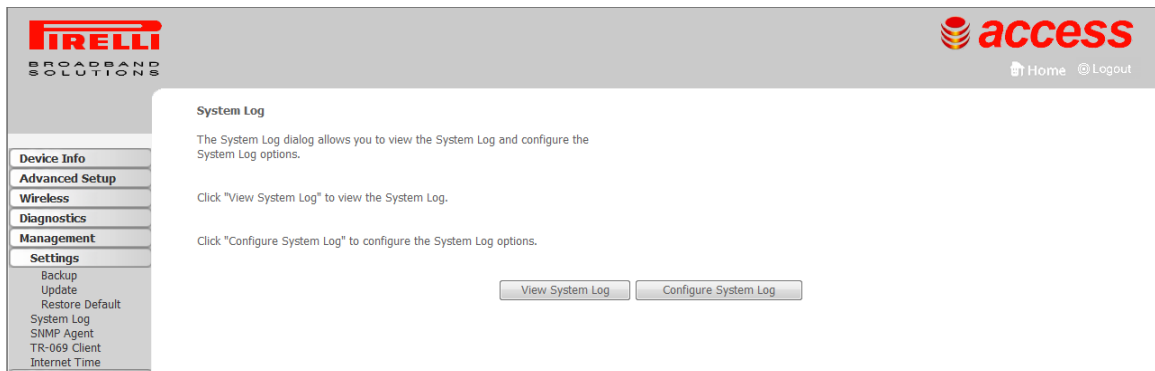 PIRELLI
BROADBAND
SOLUTIONS
access
Home Logout
System Log
The System Log dialog allows you to view the System Log and configure the
System Log options.
Click "View System Log" to view the System Log.
Click "Configure System Log" to configure the System Log options.
View System Log Configure System Log
Device Info
Advanced Setup
Wireless
Diagnostics
Management
Settings
Backup
Update
Restore Default
System Log
SNMP Agent
TR-069 Client
Internet Time